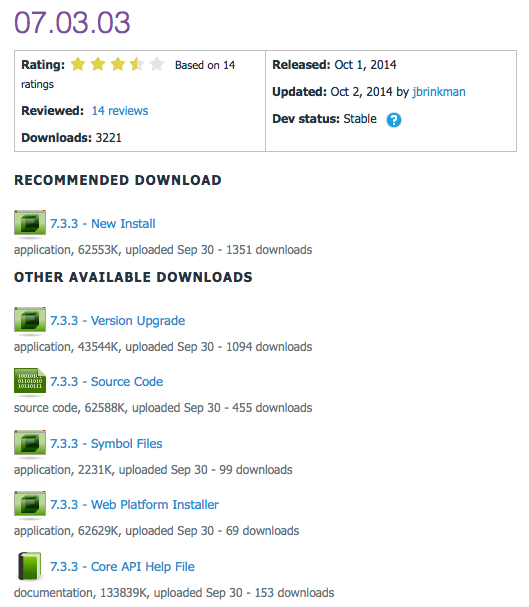 07.03.03
Rating: Based on 14
ratings
Reviewed: 14 reviews
Downloads: 3221
Released: Oct 1, 2014
Updated: Oct 2, 2014 by jbrinkman
Dev status: Stable ?
RECOMMENDED DOWNLOAD
7.3.3 - New Install
application, 62553K, uploaded Sep 30 - 1351 downloads
OTHER AVAILABLE DOWNLOADS
7.3.3 - Version Upgrade
application, 43544K, uploaded Sep 30 - 1094 downloads
7.3.3 - Source Code
source code, 62588K, uploaded Sep 30 - 455 downloads
7.3.3 - Symbol Files
application, 2231K, uploaded Sep 30 - 99 downloads
7.3.3 - Web Platform Installer
application, 62629K, uploaded Sep 30 - 69 downloads
7.3.3 - Core API Help File
documentation, 133839K, uploaded Sep 30 - 153 downloads